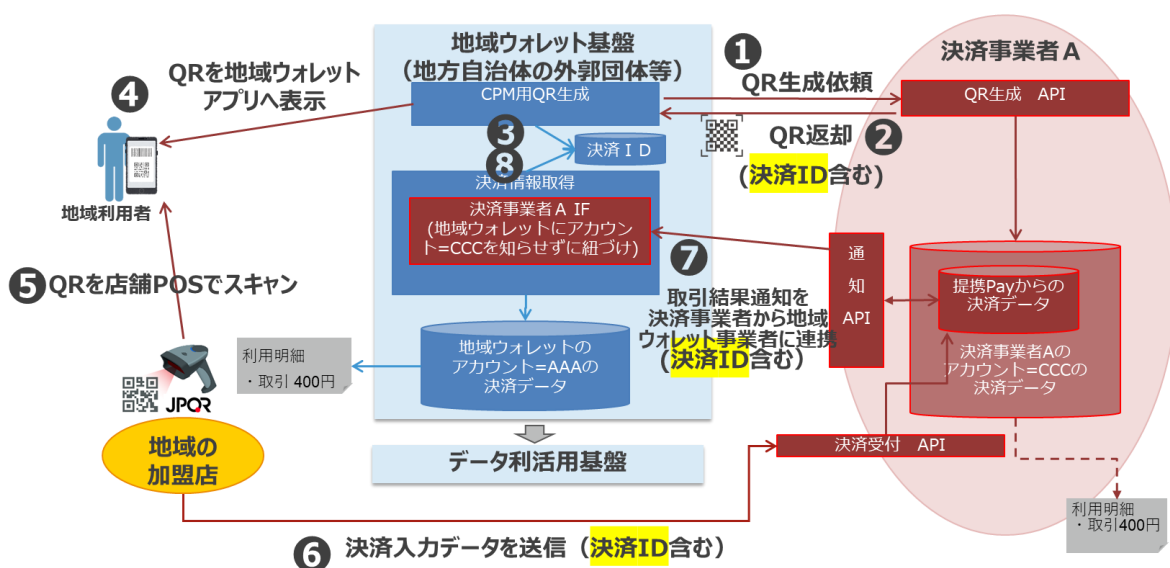 地域ウォレット基盤
(地方自治体の外郭団体等)
CPM用QR生成
❶
QR生成依頼
決済事業者A
QR生成 API
❹
QRを地域ウォレット
アプリへ表示
QR返却
❷
(決済ID含む)
❸
❽
決済ID
地域利用者
決済情報取得
決済事業者A IF
(地域ウォレットにアカウン
ト=CCCを知らせずに紐づけ)
❼
取引結果通知を
決済事業者から地域
ウォレット事業者に連携
(決済ID含む)
通
知
API
提携Payからの
決済データ
決済事業者Aの
アカウント=CCCの
決済データ
❺
QRを店舗POSでスキャン
利用明細
・取引 400円
地域ウォレットの
アカウント=AAAの
決済データ
JPQR
地域の
加盟店
データ利活用基盤
決済受付 API
利用明細
・取引400円
❻
決済入力データを送信(決済ID含む)